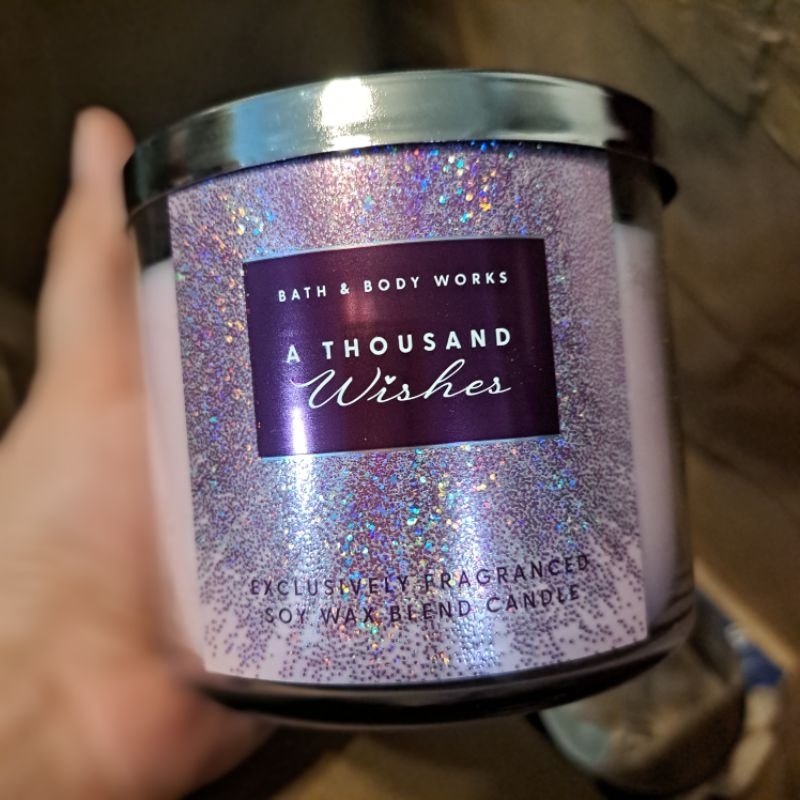 BATH & BODY WORKS
A THOUSAND
Wishes
EXCLUSIVELY FRAGRANCED
SOY WAX BLEND CANDLE